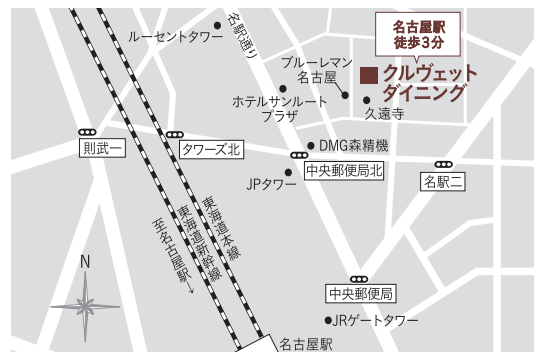 ルーセントタワー
名駅通り
名古屋駅
徒歩3分
ブルーレマン
名古屋
クルヴェット
ダイニング
ホテルサンルート
プラザ
久遠寺
則武一
タワーズ北
DMG森精機
中央郵便局北
名駅二
JPタワー
東海道本線
東海道新幹線
至名古屋駅→
N
中央郵便局
JRゲートタワー
名古屋駅